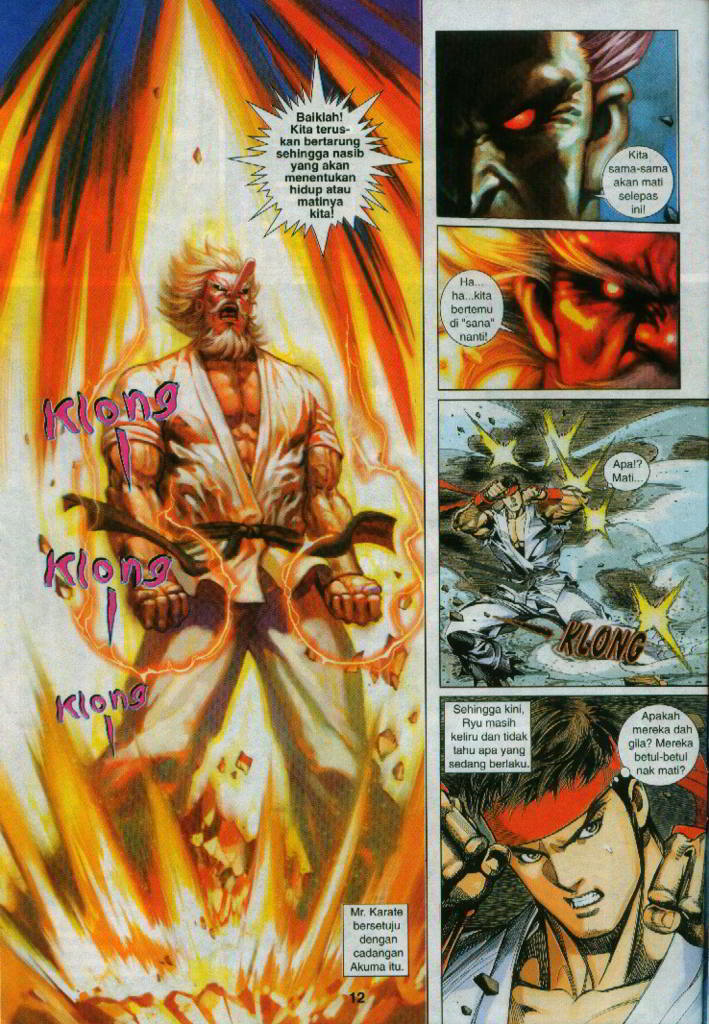 Baiklah!
Kita terus-
kan bertarung
sehingga nasib
yang akan
menentukan
hidup atau
matinya
kita!
Klong
!
Klong
!
Klong
!
Mr. Karate
bersetuju
dengan
cadangan
Akuma itu.
12
Kita
sama-sama
akan mati
selepas
ini!
Ha...
ha...kita
bertemu
di "sana"
nanti!
Apa!?
Mati...
KLONG
Sehingga kini,
Ryu masih
keliru dan tidak
tahu apa yang
sedang berlaku.
Apakah
mereka dah
gila? Mereka
betul-betul
nak mati?